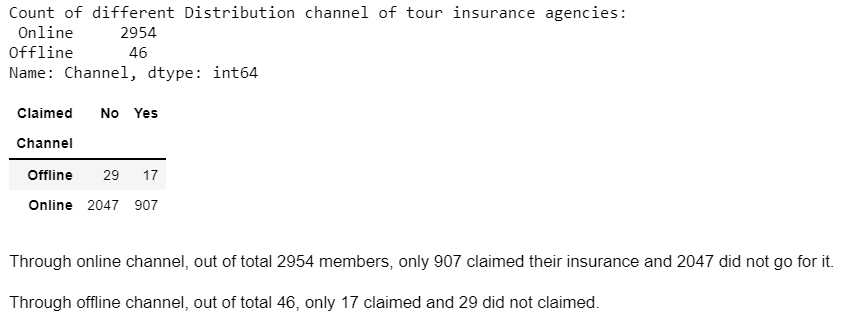 Count of different Distribution channel of tour insurance agencies:
Online 2954
Offline 46
Name: Channel, dtype: int64
Claimed No Yes
Channel
Offline 29 17
Online 2047 907
Through online channel, out of total 2954 members, only 907 claimed their insurance and 2047 did not go for it.
Through offline channel, out of total 46, only 17 claimed and 29 did not claimed.